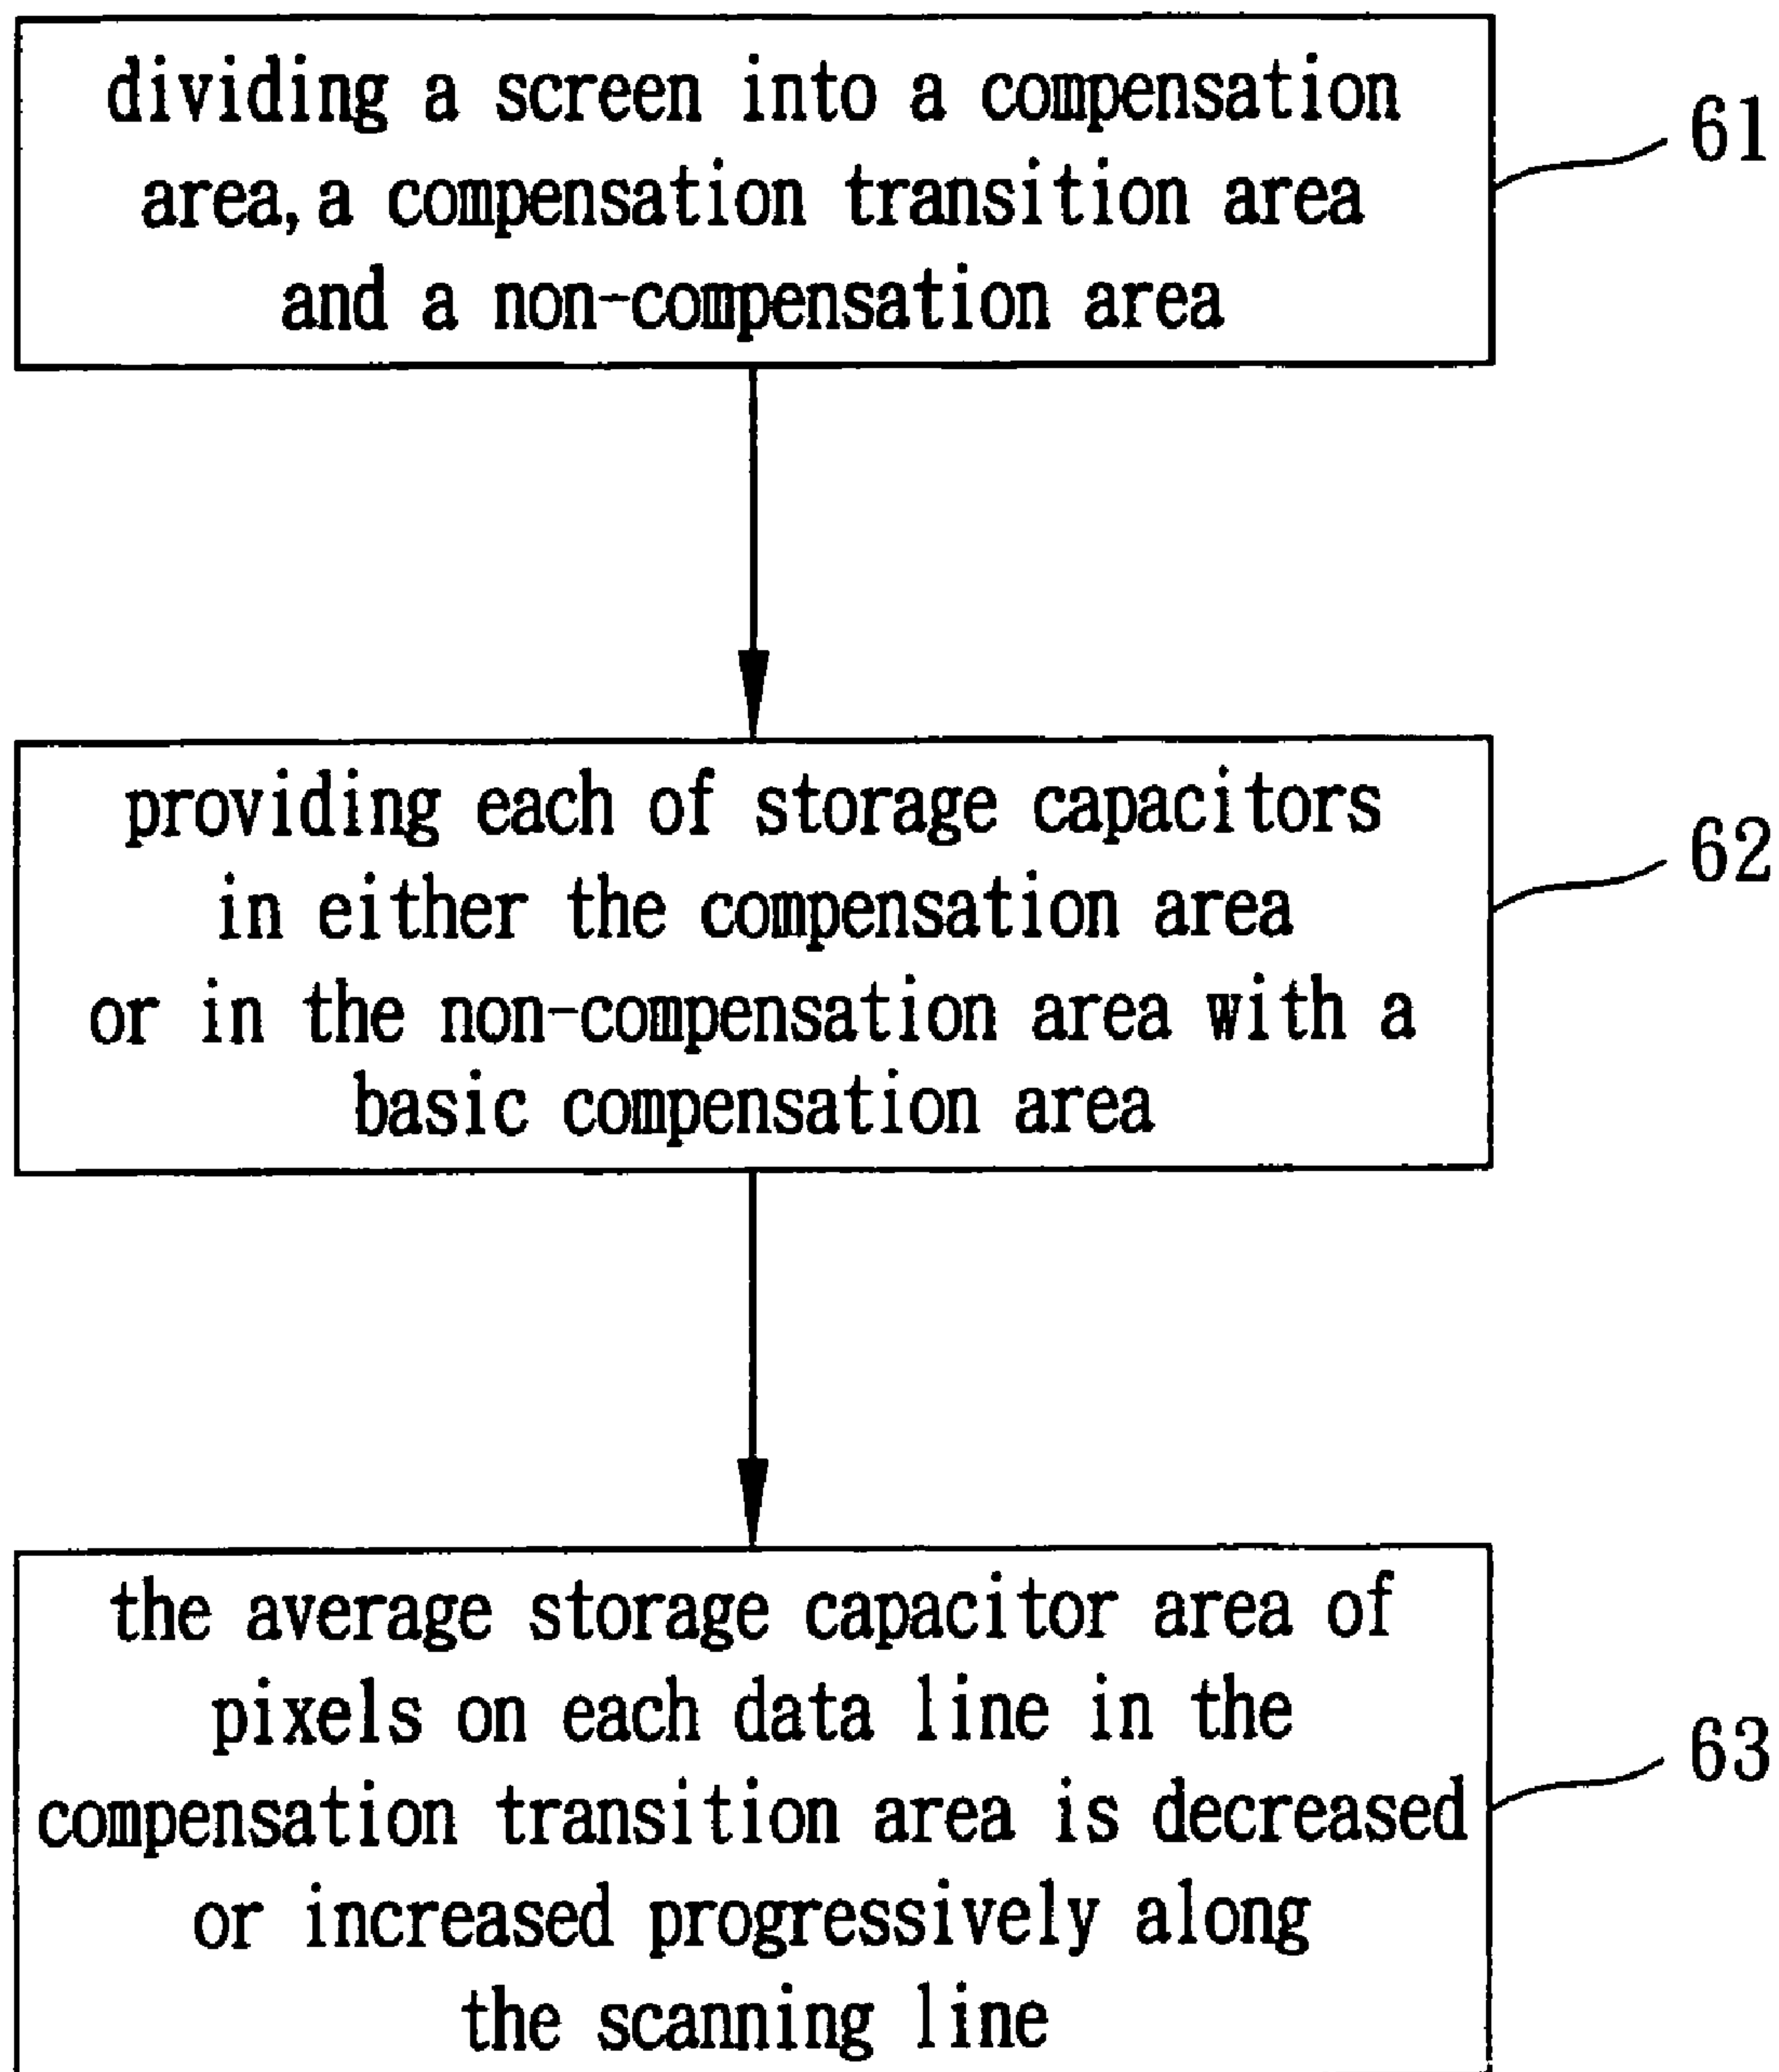 dividing a screen into a compensation
area, a compensation transition area
and a non-compensation area
61
providing each of storage capacitors
in either the compensation area
or in the non-compensation area with a
basic compensation area
62
the average storage capacitor area of
pixels on each data line in the
compensation transition area is decreased
or increased progressively along
the scanning line
63